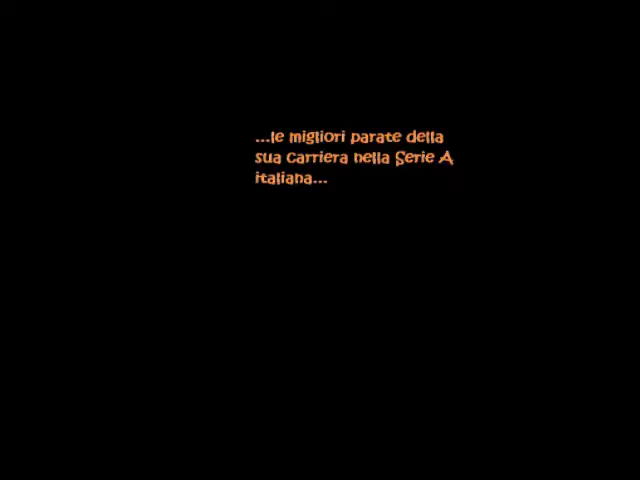 ...le migliori parate della
sua carriera nella Serie A
italiana...